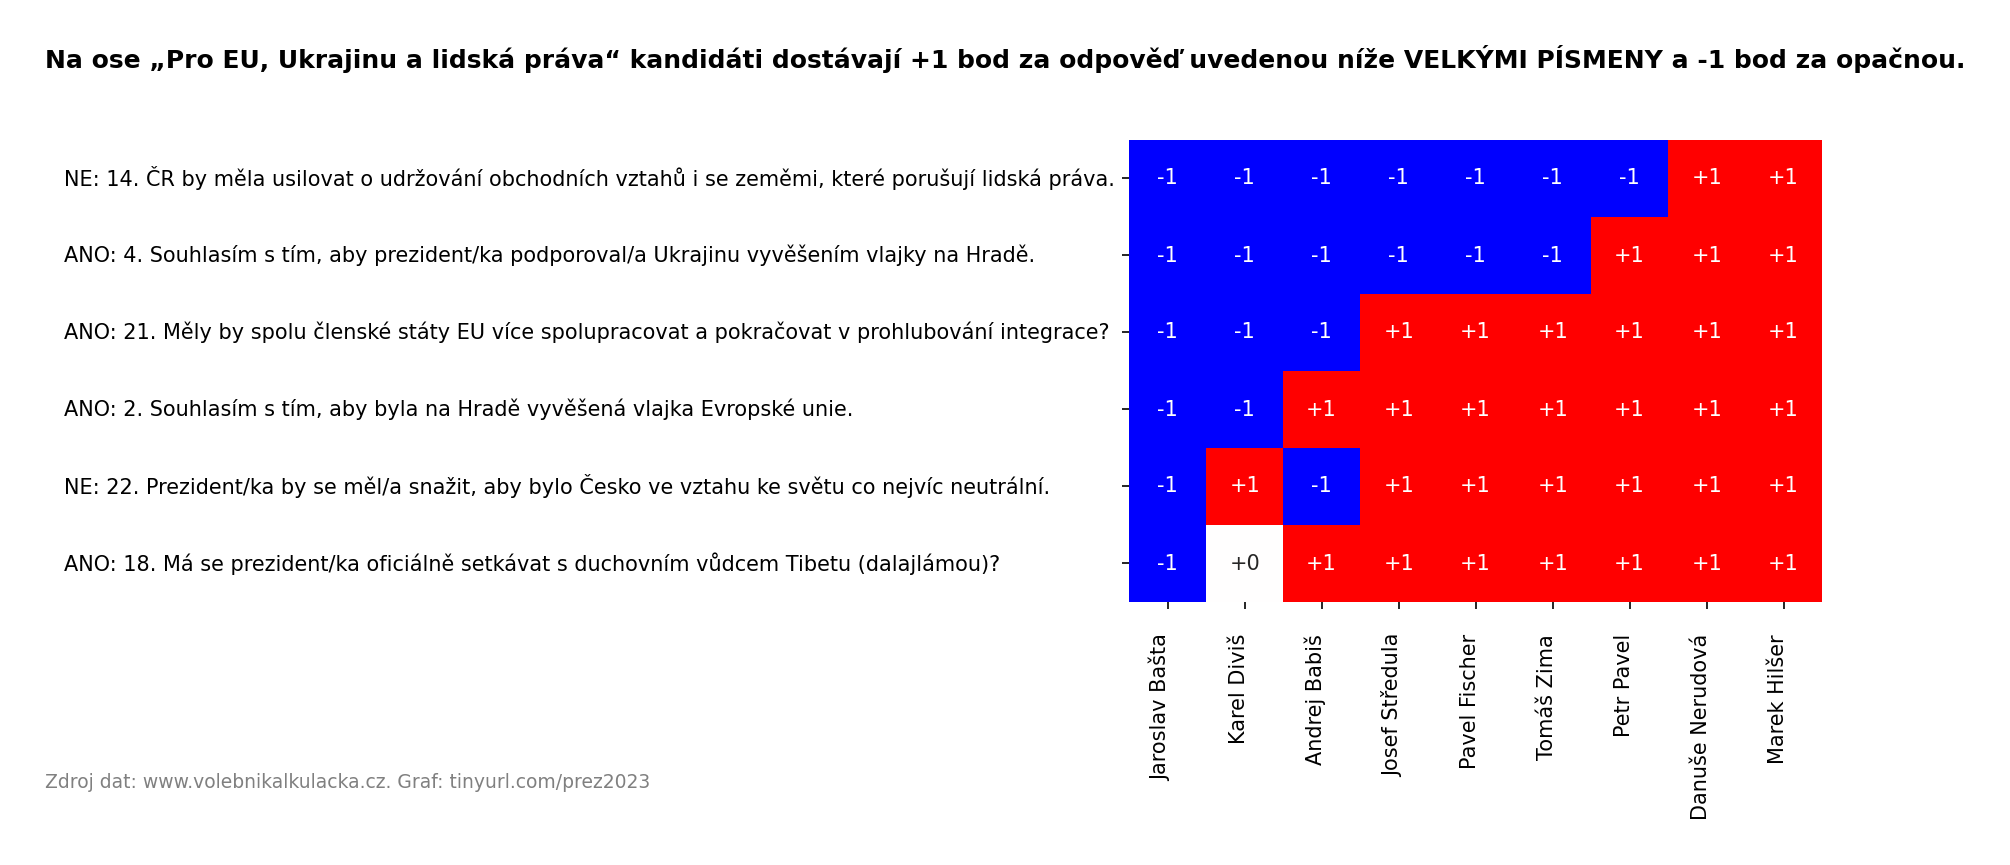 Na ose „Pro EU, Ukrajinu a lidská práva“ kandidáti dostávají +1 bod za odpověď uvedenou níže VELKÝMI PÍSMENY a -1 bod za opačnou.
NE: 14. ČR by měla usilovat o udržování obchodních vztahů i se zeměmi, které porušují lidská práva. -1 -1 -1 -1 -1 -1 -1 +1 +1
ANO: 4. Souhlasím s tím, aby prezident/ka podporoval/a Ukrajinu vyvěšením vlajky na Hradě. -1 -1 -1 -1 -1 -1 +1 +1 +1
ANO: 21. Měly by spolu členské státy EU více spolupracovat a pokračovat v prohlubování integrace? -1 -1 -1 +1 +1 +1 +1 +1 +1
ANO: 2. Souhlasím s tím, aby byla na Hradě vyvěšená vlajka Evropské unie. -1 -1 +1 +1 +1 +1 +1 +1 +1
NE: 22. Prezident/ka by se měl/a snažit, aby bylo Česko ve vztahu ke světu co nejvíc neutrální. -1 +1 -1 +1 +1 +1 +1 +1 +1
ANO: 18. Má se prezident/ka oficiálně setkávat s duchovním vůdcem Tibetu (dalajlámou)? -1 +0 +1 +1 +1 +1 +1 +1 +1
Jaroslav Bašta
Karel Diviš
Andrej Babiš
Josef Středula
Pavel Fischer
Tomáš Zima
Petr Pavel
Danuše Nerudová
Marek Hilšer
Zdroj dat: www.volebnikalkulacka.cz. Graf: tinyurl.com/prez2023